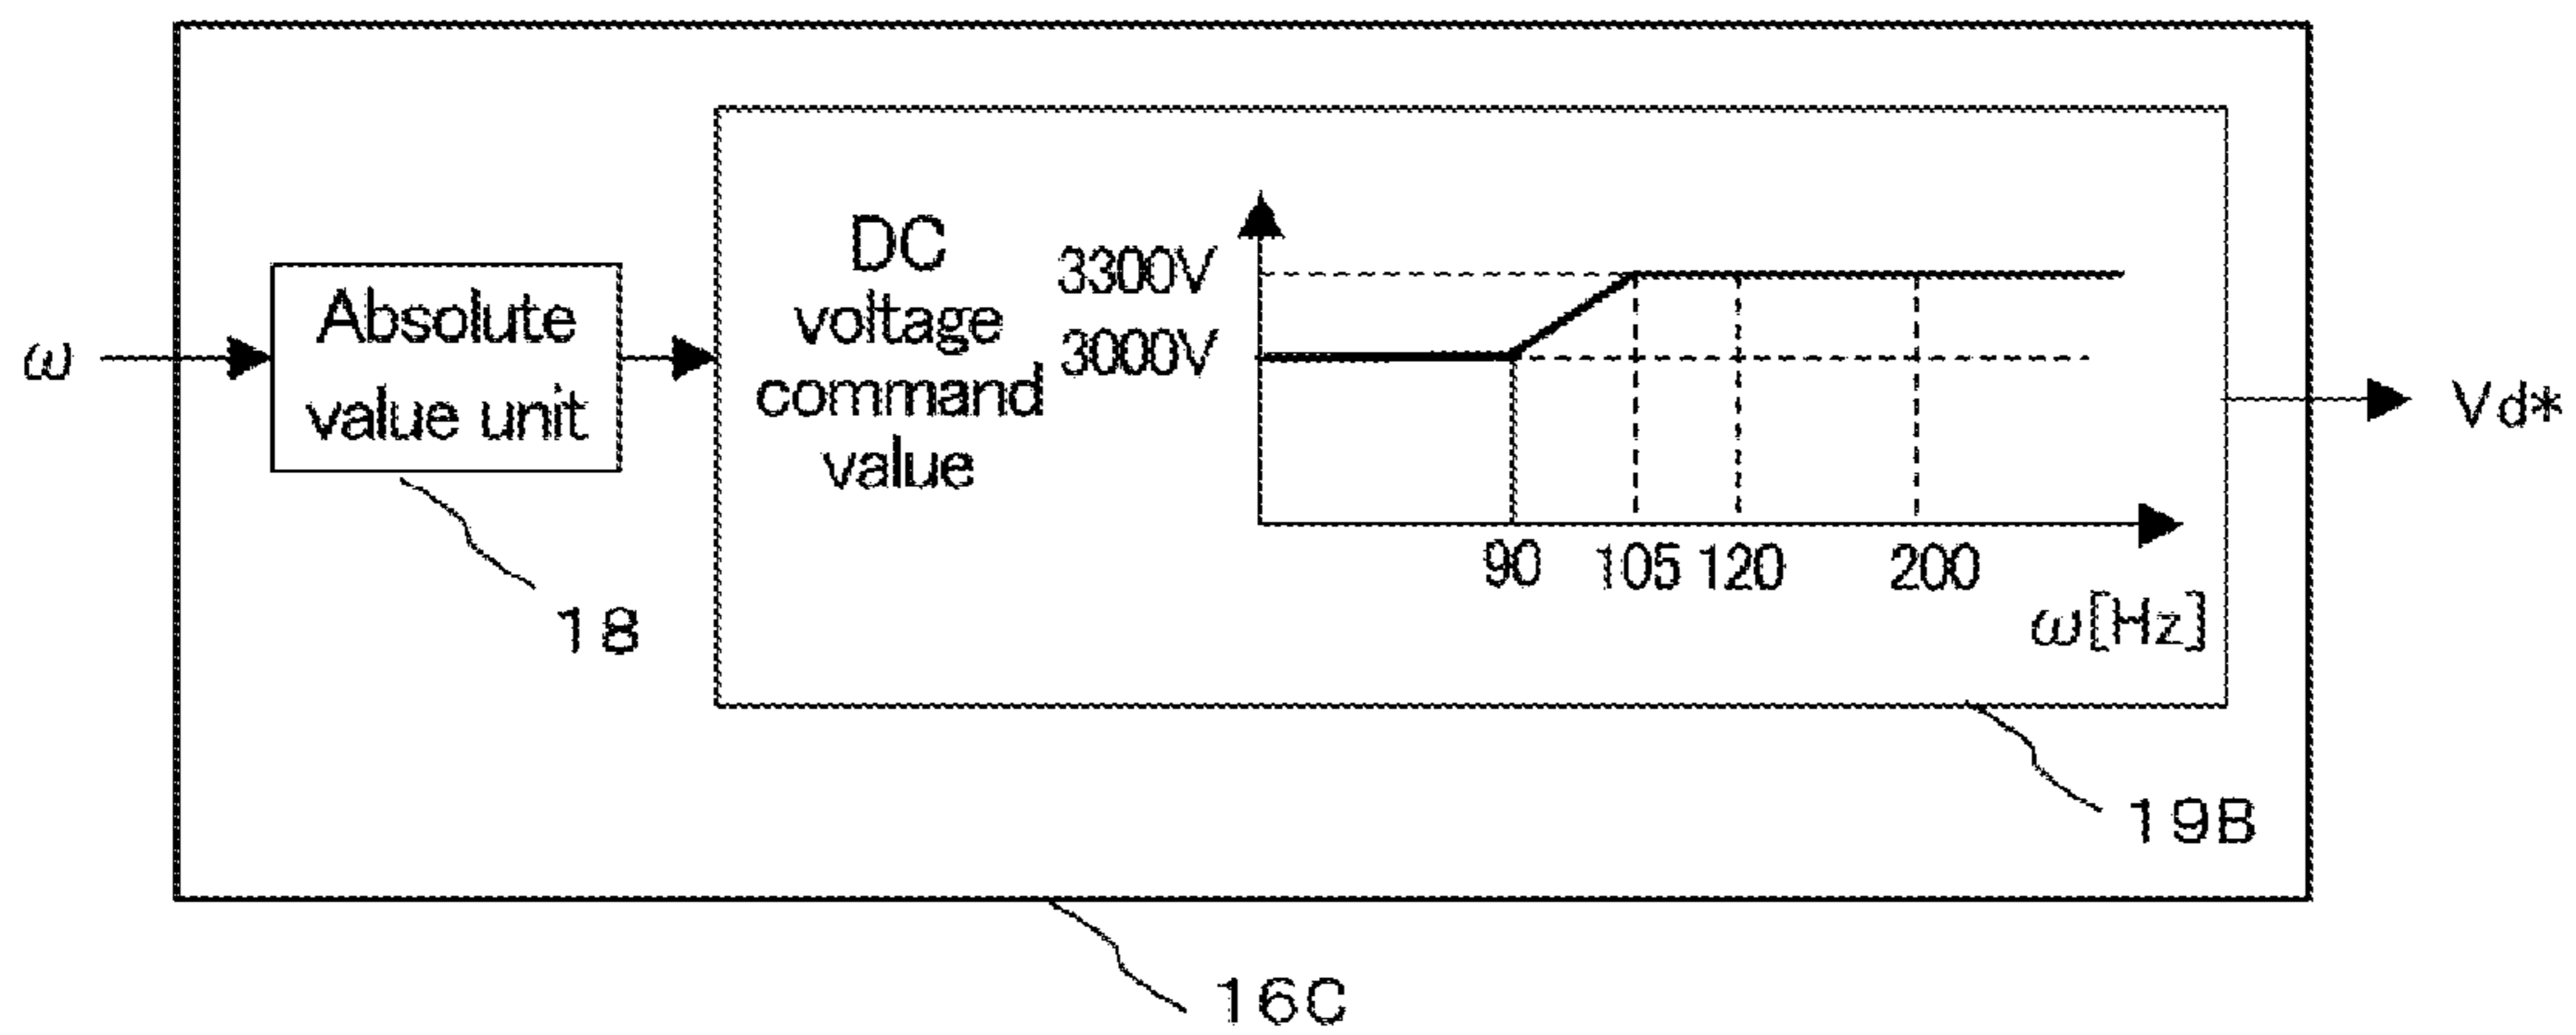 ω
Absolute
value unit
18
DC
voltage
command
value
3300V
3000V
90 105 120 200
ω[Hz]
Vd*
19B
16C